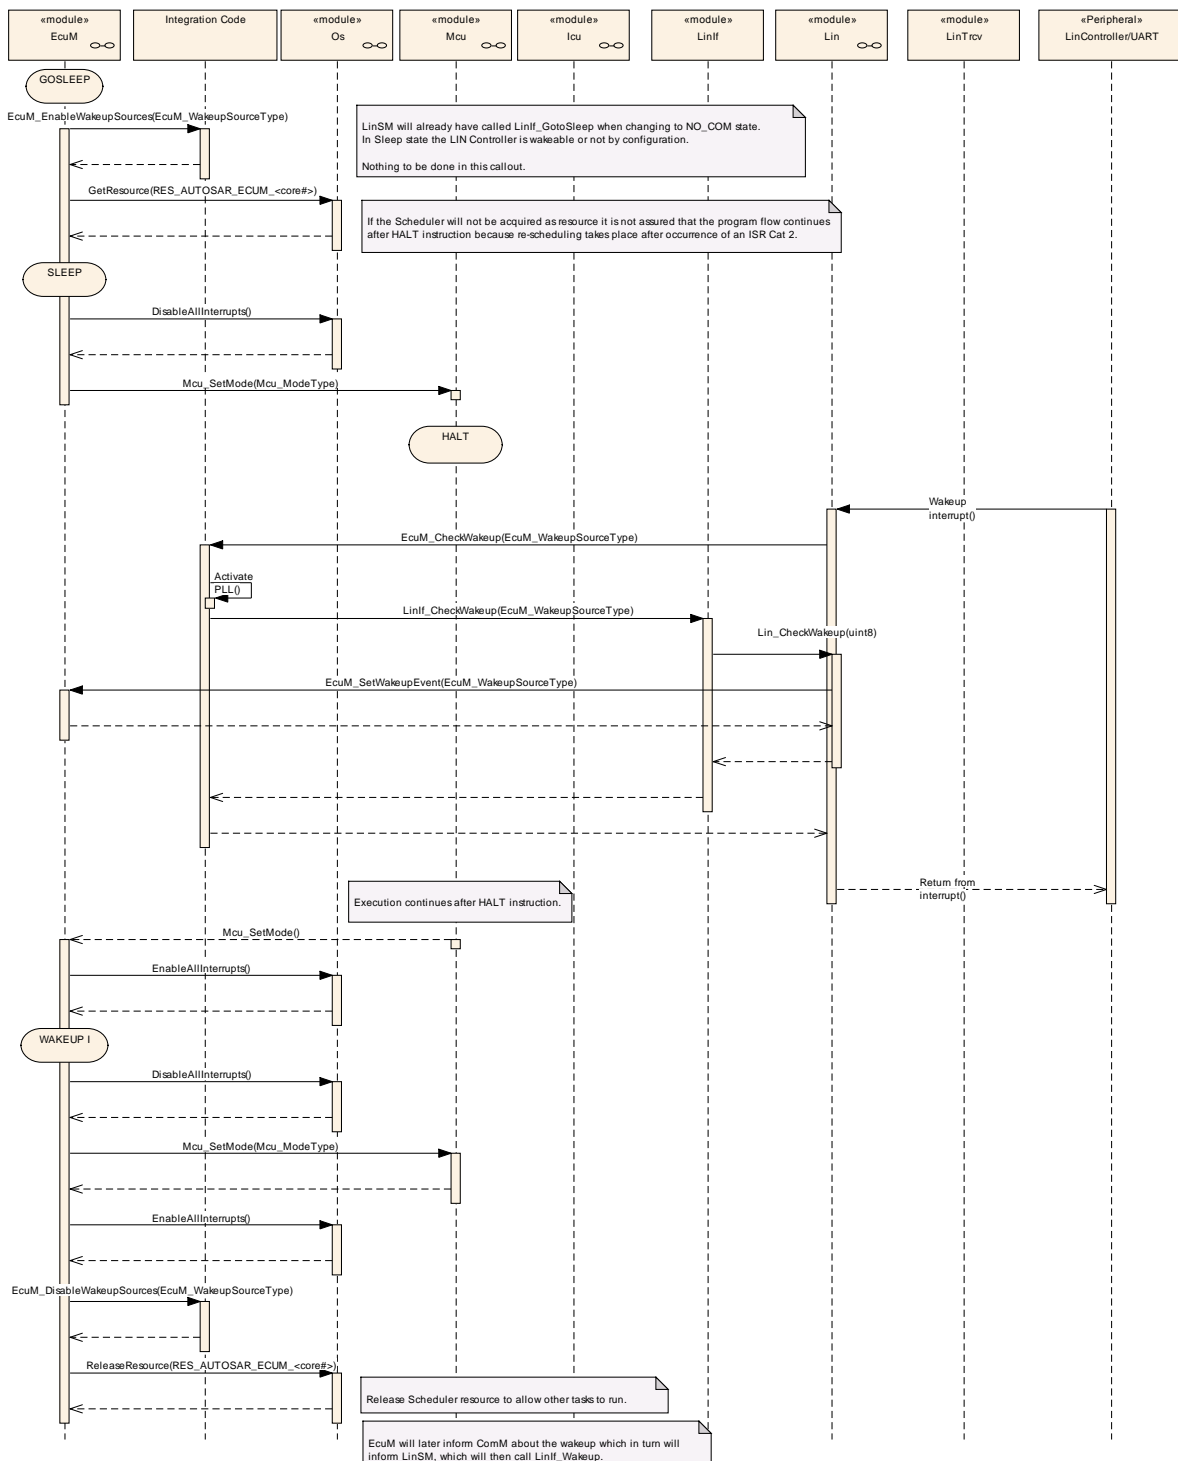 «module»
EcuM
Integration Code
«module»
Os
«module»
Mcu
«module»
Icu
«module»
LinIf
«module»
Lin
«module»
LinTrcv
«Peripheral»
LinController/UART
GOSLEEP
EcuM_EnableWakeupSources(EcuM_WakeupSourceType)
LinSM will already have called LinIf_GotoSleep when changing to NO_COM state.
In Sleep state the LIN Controller is wakeable or not by configuration.
Nothing to be done in this callout.
GetResource(RES_AUTOSAR_ECUM_<core#>)
If the Scheduler will not be acquired as resource it is not assured that the program flow continues
after HALT instruction because re-scheduling takes place after occurrence of an ISR Cat 2.
SLEEP
DisableAllInterrupts()
Mcu_SetMode(Mcu_ModeType)
HALT
Wakeup
interrupt()
EcuM_CheckWakeup(EcuM_WakeupSourceType)
Activate
PLL()
LinIf_CheckWakeup(EcuM_WakeupSourceType)
Lin_CheckWakeup(uint8)
EcuM_SetWakeupEvent(EcuM_WakeupSourceType)
Return from
interrupt()
Execution continues after HALT instruction.
Mcu_SetMode()
EnableAllInterrupts()
WAKEUP I
DisableAllInterrupts()
Mcu_SetMode(Mcu_ModeType)
EnableAllInterrupts()
EcuM_DisableWakeupSources(EcuM_WakeupSourceType)
ReleaseResource(RES_AUTOSAR_ECUM_<core#>)
Release Scheduler resource to allow other tasks to run.
EcuM will later inform ComM about the wakeup which in turn will
inform LinSM, which will then call LinIf_Wakeup.